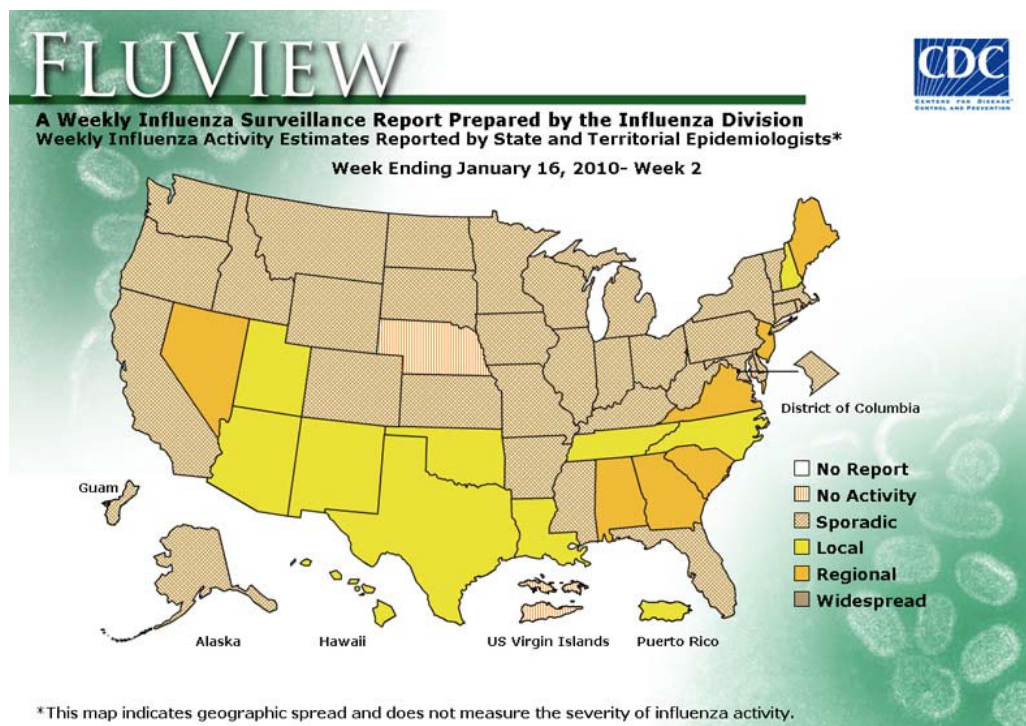 FLUVIEW
CDC
CENTERS FOR DISEASE
CONTROL AND PREVENTION
A Weekly Influenza Surveillance Report Prepared by the Influenza Division
Weekly Influenza Activity Estimates Reported by State and Territorial Epidemiologists*
Week Ending January 16, 2010- Week 2
District of Columbia
Guam
No Report
No Activity
Sporadic
Local
Regional
Widespread
Alaska
Hawaii
US Virgin Islands
Puerto Rico
*This map indicates geographic spread and does not measure the severity of influenza activity.